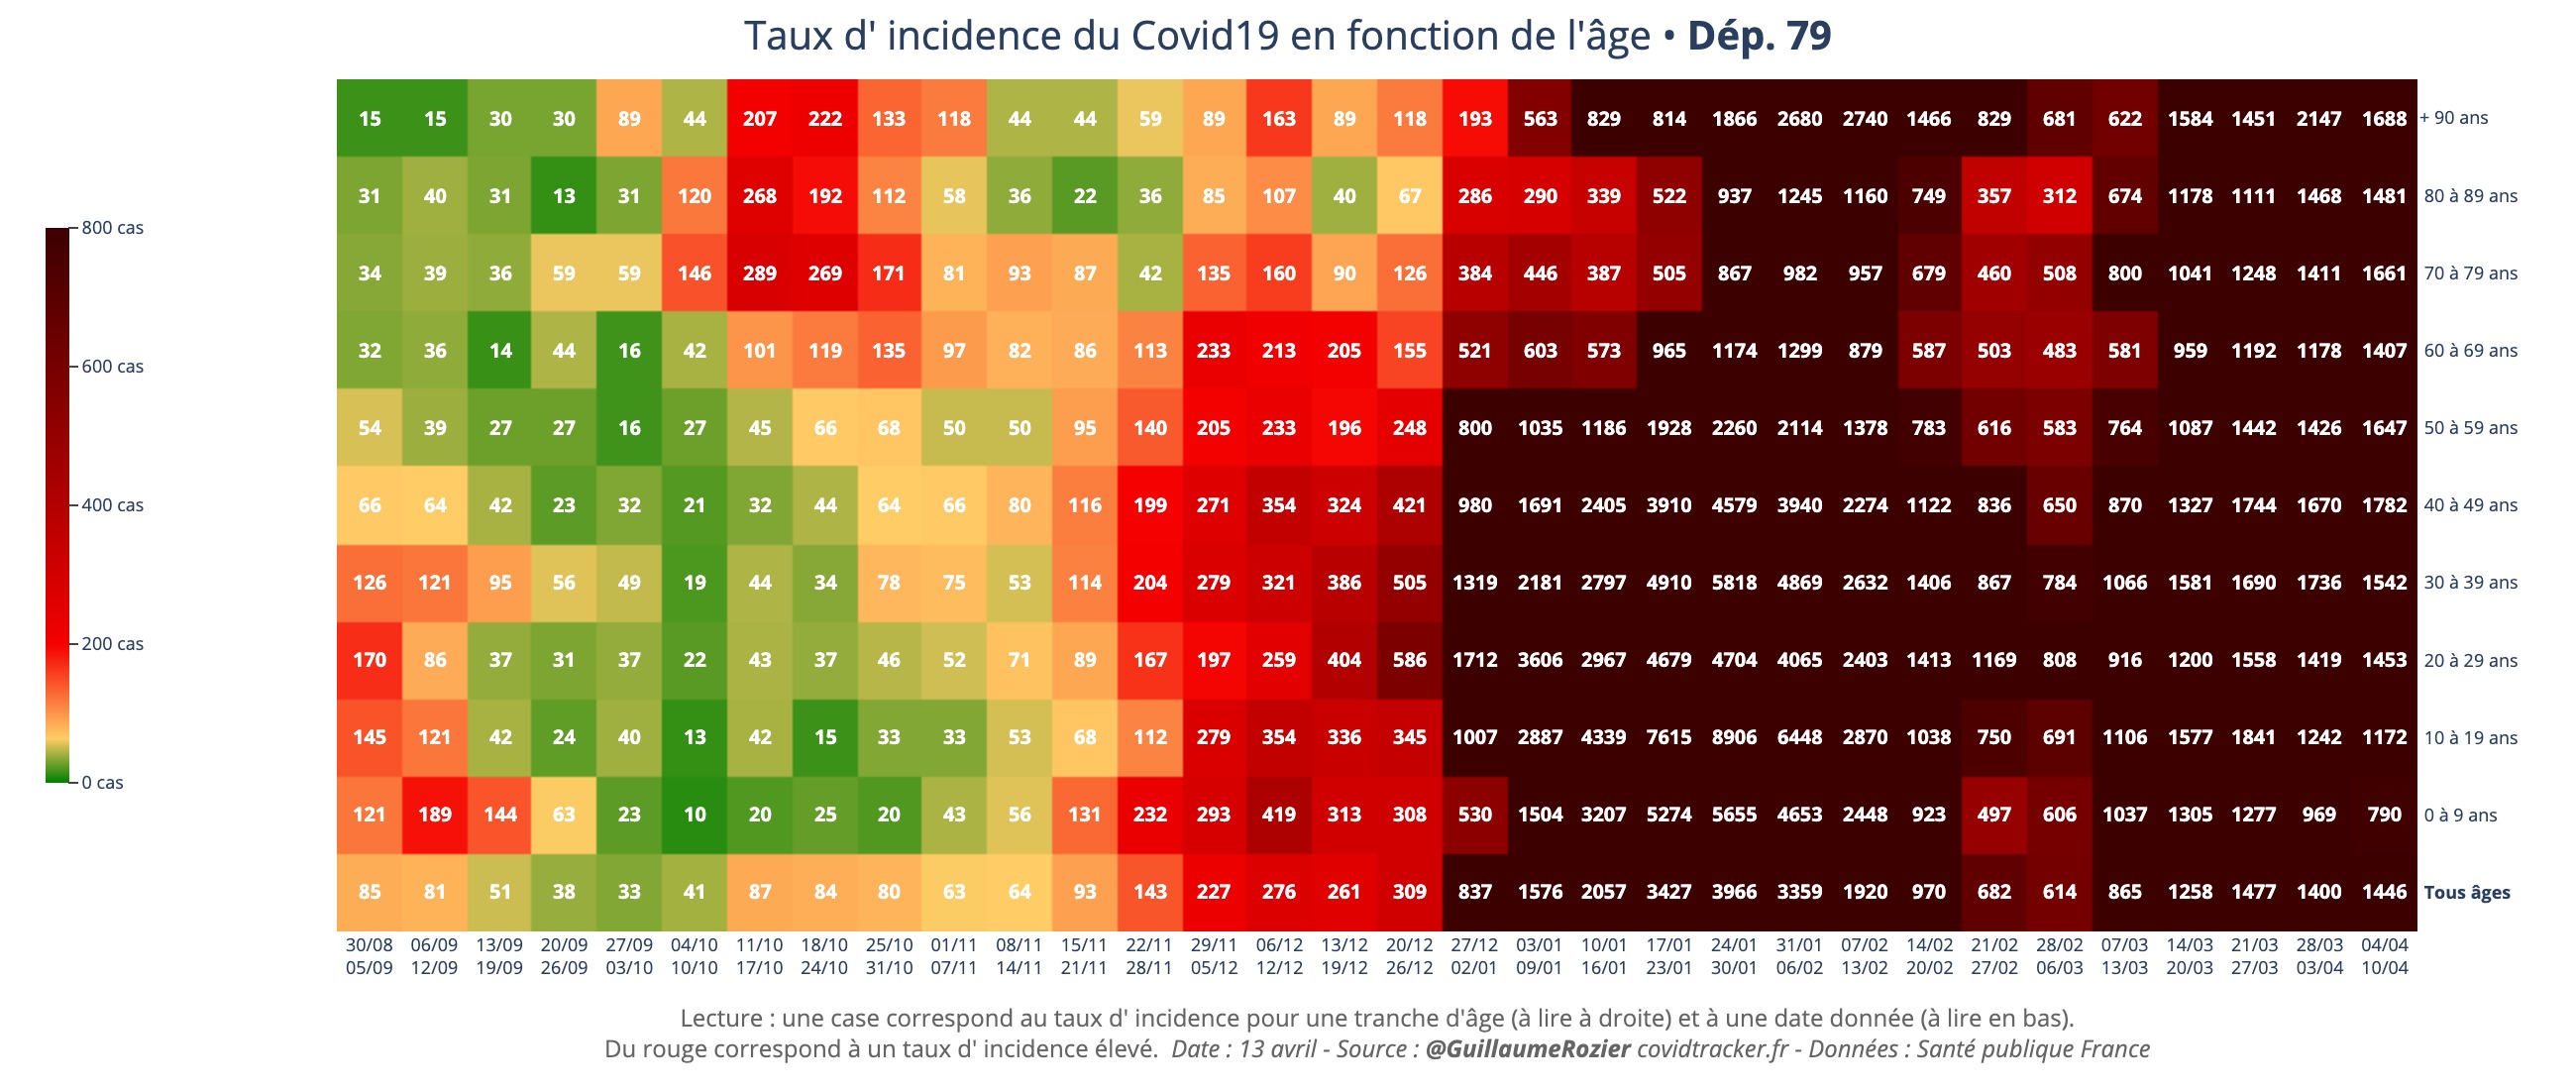 Taux d' incidence du Covid19 en fonction de l'âge • Dép. 79
800 cas
600 cas
400 cas
200 cas
0 cas
15 15 30 30 89 44 207 222 133 118 44 44 59 89 163 89 118 193 563 829 814 1866 2680 2740 1466 829 681 622 1584 1451 2147 1688 + 90 ans
31 40 31 13 31 120 268 192 112 58 36 22 36 85 107 40 67 286 290 339 522 937 1245 1160 749 357 312 674 1178 1111 1468 1481 80 à 89 ans
34 39 36 59 59 146 289 269 171 81 93 87 42 135 160 90 126 384 446 387 505 867 982 957 679 460 508 800 1041 1248 1411 1661 70 à 79 ans
32 36 14 44 16 42 101 119 135 97 82 86 113 233 213 205 155 521 603 573 965 1174 1299 879 587 503 483 581 959 1192 1178 1407 60 à 69 ans
54 39 27 27 16 27 45 66 68 50 50 95 140 205 233 196 248 800 1035 1186 1928 2260 2114 1378 783 616 583 764 1087 1442 1426 1647 50 à 59 ans
66 64 42 23 32 21 32 44 64 66 80 116 199 271 354 324 421 980 1691 2405 3910 4579 3940 2274 1122 836 650 870 1327 1744 1670 1782 40 à 49 ans
126 121 95 56 49 19 44 34 78 75 53 114 204 279 321 386 505 1319 2181 2797 4910 5818 4869 2632 1406 867 784 1066 1581 1690 1736 1542 30 à 39 ans
170 86 37 31 37 22 43 37 46 52 71 89 167 197 259 404 586 1712 3606 2967 4679 4704 4065 2403 1413 1169 808 916 1200 1558 1419 1453 20 à 29 ans
145 121 42 24 40 13 42 15 33 33 53 68 112 279 354 336 345 1007 2887 4339 7615 8906 6448 2870 1038 750 691 1106 1577 1841 1242 1172 10 à 19 ans
121 189 144 63 23 10 20 25 20 43 56 131 232 293 419 313 308 530 1504 3207 5274 5655 4653 2448 923 497 606 1037 1305 1277 969 790 0 à 9 ans
85 81 51 38 33 41 87 84 80 63 64 93 143 227 276 261 309 837 1576 2057 3427 3966 3359 1920 970 682 614 865 1258 1477 1400 1446 Tous âges
30/08 06/09 13/09 20/09 27/09 04/10 11/10 18/10 25/10 01/11 08/11 15/11 22/11 29/11 06/12 13/12 20/12 27/12 03/01 10/01 17/01 24/01 31/01 07/02 14/02 21/02 28/02 07/03 14/03 21/03 28/03 04/04
05/09 12/09 19/09 26/09 03/10 10/10 17/10 24/10 31/10 07/11 14/11 21/11 28/11 05/12 12/12 19/12 26/12 02/01 09/01 16/01 23/01 30/01 06/02 13/02 20/02 27/02 06/03 13/03 20/03 27/03 03/04 10/04
Lecture : une case correspond au taux d' incidence pour une tranche d'âge (à lire à droite) et à une date donnée (à lire en bas).
Du rouge correspond à un taux d' incidence élevé. Date : 13 avril - Source : @GuillaumeRozier covidtracker.fr - Données : Santé publique France